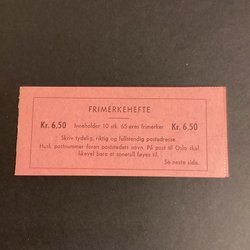 FRIMERKEHEFTE
Kr. 6,50 Inneholder 10 stk. 65-øres frimerker Kr. 6,50
Skriv tydelig, riktig og fullstendig postadresse.
Husk postnummer foran poststedets navn. På post til Oslo skal
likevel bare et sonetall føyes til.
Se neste side.